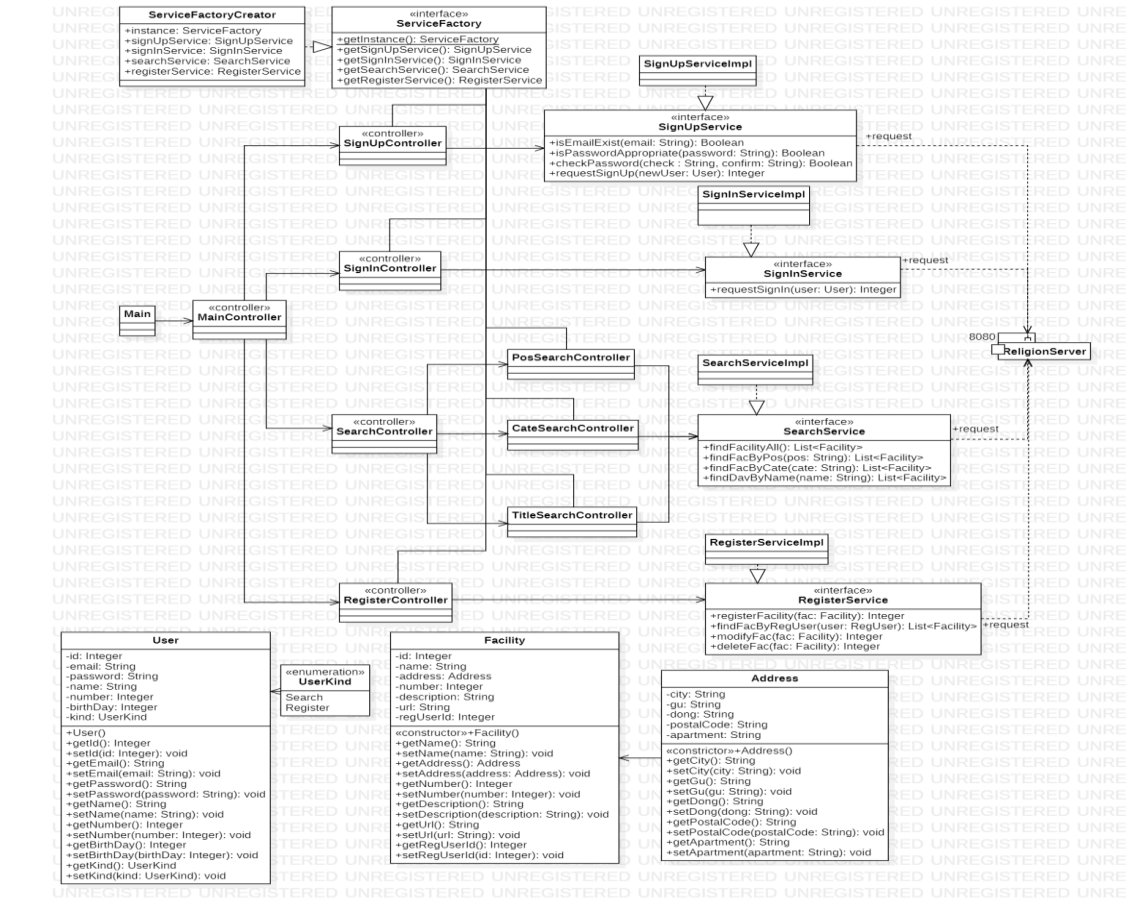 ServiceFactoryCreator
+instance: ServiceFactory
+signUpService: SignUpService
+signInService: SignInService
+searchService: SearchService
+registerService: RegisterService
«interface»
ServiceFactory
+getInstance(): ServiceFactory
+getSignUpService(): SignUpService
+getSignInService(): SignInService
+getSearchService(): SearchService
+getRegisterService(): RegisterService
SignUpServiceImpl
«interface»
SignUpService
+isEmailExist(email: String): Boolean
+isPasswordAppropriate(password: String): Boolean
+checkPassword(check : String, confirm: String): Boolean
+requestSignUp(newUser: User): Integer
+request
«controller»
SignUpController
SignInServiceImpl
«interface»
SignInService
+requestSignIn(user: User): Integer
+request
«controller»
SignInController
Main
«controller»
MainController
8080
ReligionServer
PosSearchController
SearchServiceImpl
«controller»
SearchController
CateSearchController
«interface»
SearchService
+findFacilityAll(): List<Facility>
+findFacByPos(pos: String): List<Facility>
+findFacByCate(cate: String): List<Facility>
+findDavByName(name: String): List<Facility>
+request
TitleSearchController
RegisterServiceImpl
«controller»
RegisterController
«interface»
RegisterService
+registerFacility(fac: Facility): Integer
+findFacByRegUser(user: RegUser): List<Facility>
+modifyFac(fac: Facility): Integer
+deleteFac(fac: Facility): Integer
+request
User
-id: Integer
-email: String
-password: String
-name: String
-number: Integer
-birthDay: Integer
-kind: UserKind
+User()
+getId(): Integer
+setId(id: Integer): void
+getEmail(): String
+setEmail(email: String): void
+getPassword(): String
+setPassword(password: String): void
+getName(): String
+setName(name: String): void
+getNumber(): Integer
+setNumber(number: Integer): void
+getBirthDay(): Integer
+setBirthDay(birthDay: Integer): void
+getKind(): UserKind
+setKind(kind: UserKind): void
«enumeration»
UserKind
Search
Register
Facility
-id: Integer
-name: String
-address: Address
-number: Integer
-description: String
-url: String
-regUserId: Integer
«constructor»+Facility()
+getName(): String
+setName(name: String): void
+getAddress(): Address
+setAddress(address: Address): void
+getNumber(): Integer
+setNumber(number: Integer): void
+getDescription(): String
+setDescription(description: String): void
+getUrl(): String
+setUrl(url: String): void
+getRegUserId(): Integer
+setRegUserId(id: Integer): void
Address
-city: String
-gu: String
-dong: String
-postalCode: String
-apartment: String
«constrictor»+Address()
+getCity(): String
+setCity(city: String): void
+getGu(): String
+setGu(gu: String): void
+getDong(): String
+setDong(dong: String): void
+getPostalCode(): String
+setPostalCode(postalCode: String): void
+getApartment(): String
+setApartment(apartment: String): void